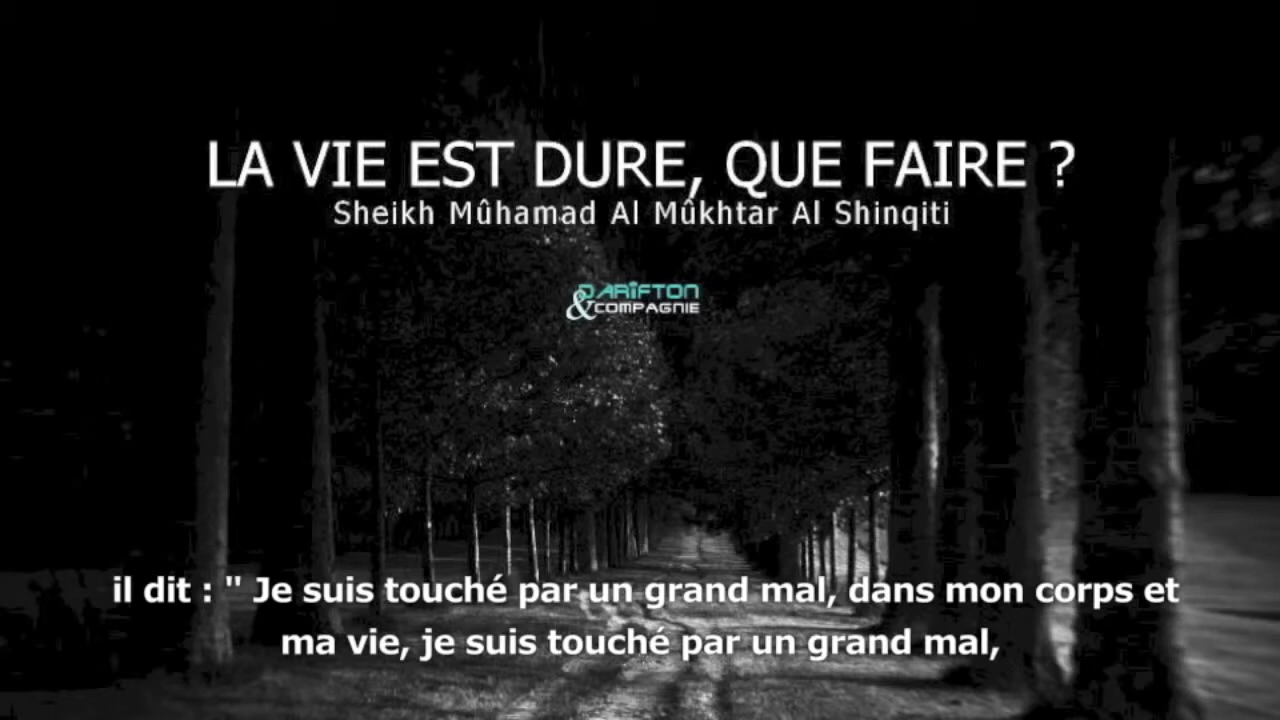 LA VIE EST DURE, QUE FAIRE ?
Sheikh Mûhamad Al Mûkhtar Al Shinqiti
DARIFTON
&COMPAGNIE
il dit : " Je suis touché par un grand mal, dans mon corps et
ma vie, je suis touché par un grand mal,